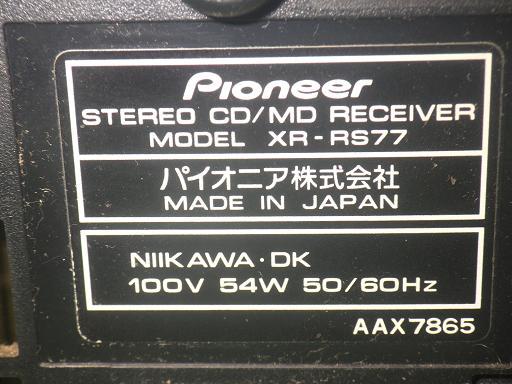 Pioneer
STEREO CD/MD RECEIVER
MODEL XR-RS77
パイオニア株式会社
MADE IN JAPAN
NIIKAWA・DK
100V 54W 50/60Hz
AAX7865